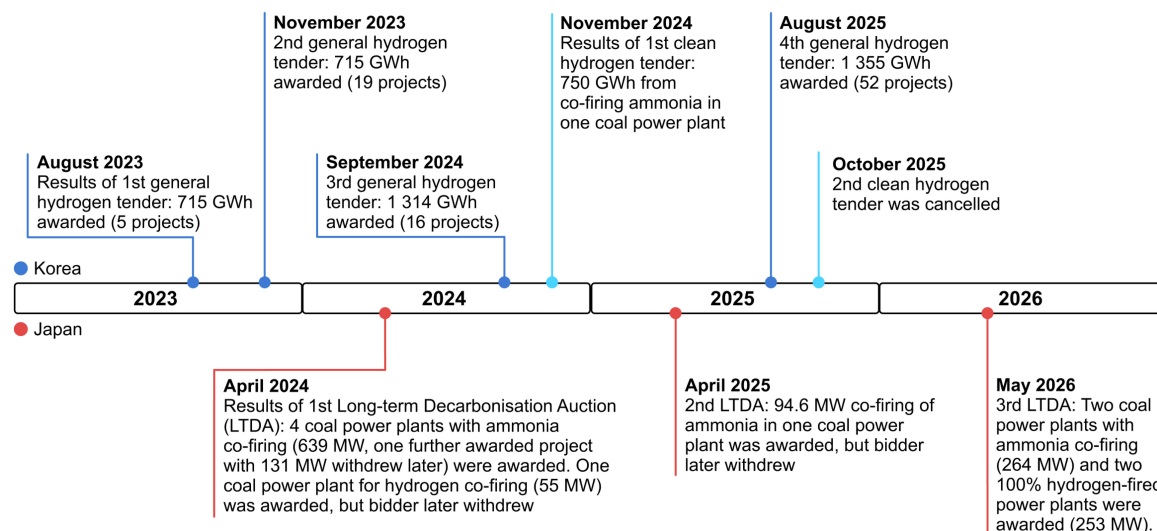 November 2023
2nd general hydrogen
tender: 715 GWh
awarded (19 projects)
November 2024
Results of 1st clean
hydrogen tender:
750 GWh from
co-firing ammonia in
one coal power plant
August 2025
4th general hydrogen
tender: 1 355 GWh
awarded (52 projects)
August 2023
Results of 1st general
hydrogen tender: 715 GWh
awarded (5 projects)
September 2024
3rd general hydrogen
tender: 1 314 GWh
awarded (16 projects)
October 2025
2nd clean hydrogen
tender was cancelled
Korea
2023
2024
2025
2026
Japan
April 2024
Results of 1st Long-term Decarbonisation Auction
(LTDA): 4 coal power plants with ammonia
co-firing (639 MW, one further awarded project
with 131 MW withdrew later) were awarded. One
coal power plant for hydrogen co-firing (55 MW)
was awarded, but bidder later withdrew
April 2025
2nd LTDA: 94.6 MW co-firing of
ammonia in one coal power
plant was awarded, but bidder
later withdrew
May 2026
3rd LTDA: Two coal
power plants with
ammonia co-firing
(264 MW) and two
100% hydrogen-fired
power plants were
awarded (253 MW).